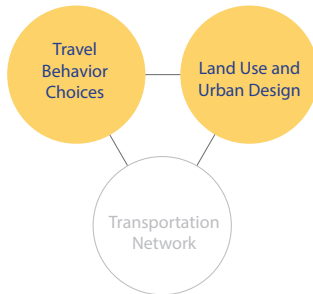 Travel
Behavior
Choices
Land Use and
Urban Design
Transportation
Network